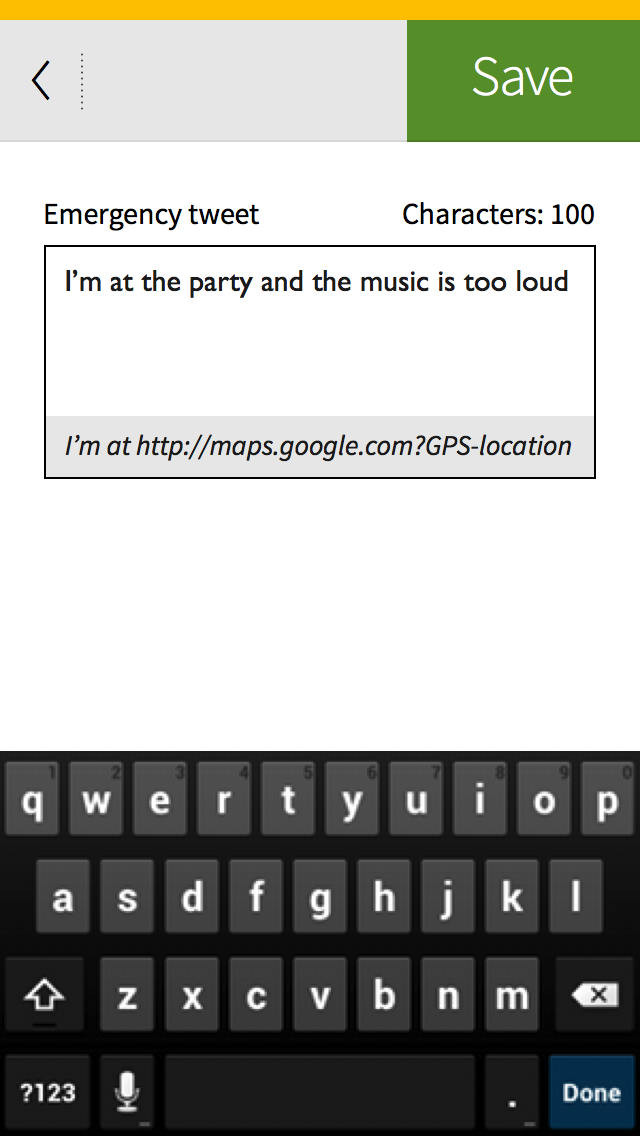 Save
Emergency tweet Characters: 100
I’m at the party and the music is too loud
I’m at http://maps.google.com?GPS-location
1 2 3 4 5 6 7 8 9 0
q w e r t y u i o p
a s d f g h j k l
z x c v b n m
?123 . Done